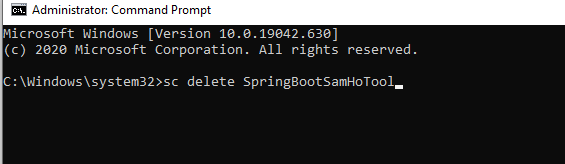 Administrator: Command Prompt
Microsoft Windows [Version 10.0.19042.630]
(c) 2020 Microsoft Corporation. All rights reserved.
C:\Windows\system32>sc delete SpringBootSamHoTool